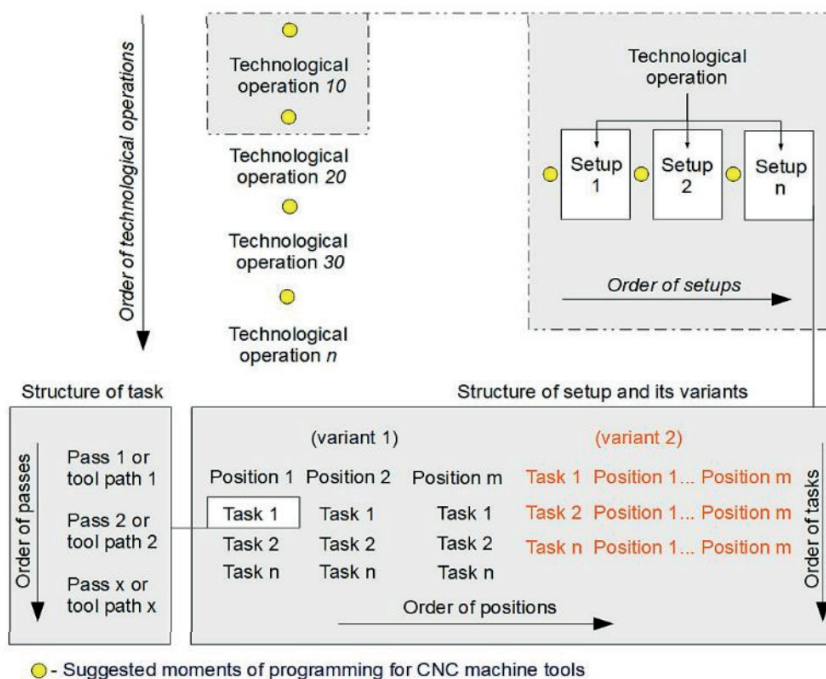 Order of technological operations
Technological
operation 10
Technological
operation 20
Technological
operation 30
Technological
operation n
Technological
operation
Setup
1
Setup
2
Setup
n
Order of setups
Structure of task
Order of passes
Pass 1 or
tool path 1
Pass 2 or
tool path 2
Pass x or
tool path x
Structure of setup and its variants
(variant 1)
Position 1 Position 2 Position m
Task 1 Task 1 Task 1
Task 2 Task 2 Task 2
Task n Task n Task n
(variant 2)
Task 1 Position 1... Position m
Task 2 Position 1... Position m
Task n Position 1... Position m
Order of tasks
Order of positions
- Suggested moments of programming for CNC machine tools